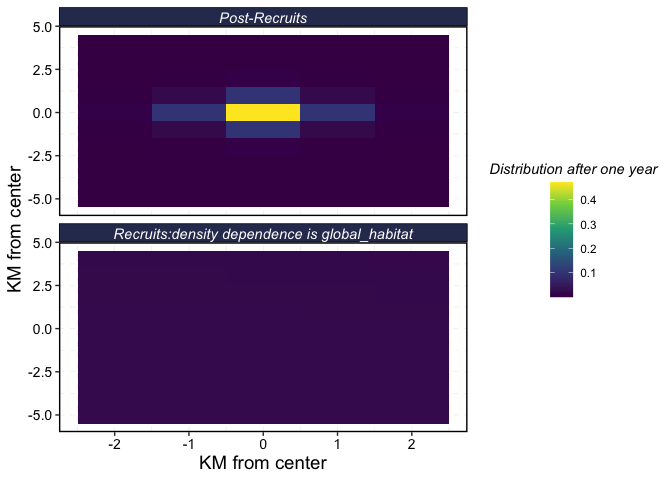 Post-Recruits
5.0
2.5
0.0
-2.5
-5.0
Recruits:density dependence is global_habitat
5.0
2.5
0.0
-2.5
-5.0
-2 -1 0 1 2
KM from center
KM from center
Distribution after one year
0.4
0.3
0.2
0.1